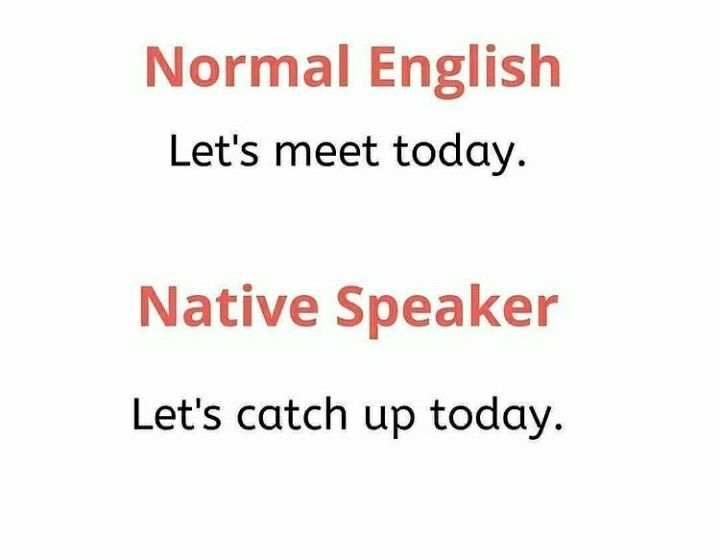 Normal English
Let's meet today.
Native Speaker
Let's catch up today.